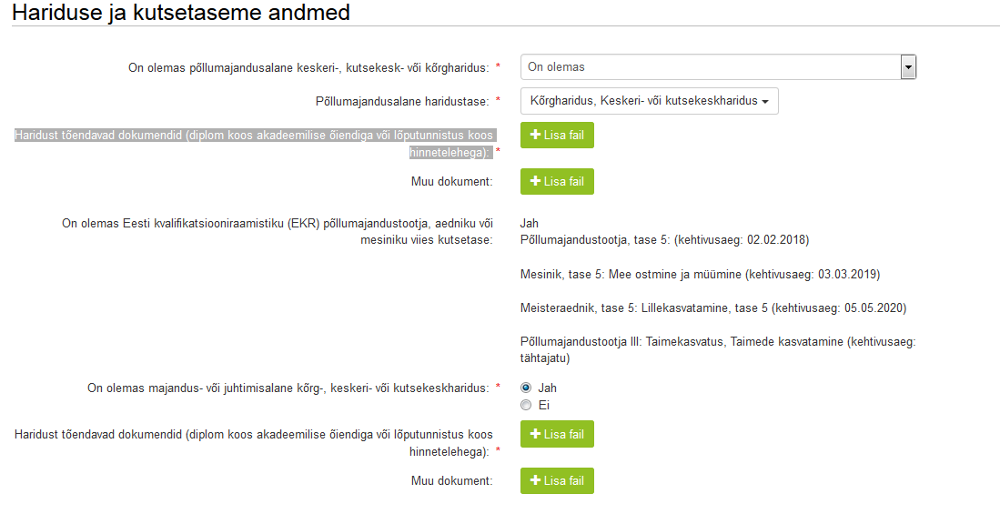 Hariduse ja kutsetaseme andmed
On olemas põllumajandusalane keskeri-, kutsekesk- või kõrgharidus: *
On olemas
Põllumajandusalane haridustase: *
Kõrgharidus, Keskeri- või kutsekeskharidus
Haridust tõendavad dokumendid (diplom koos akadeemilise õiendiga või lõputunnistus koos
hinnetelehega): *
Lisa fail
Muu dokument:
Lisa fail
On olemas Eesti kvalifikatsiooniraamistiku (EKR) põllumajandustootja, aedniku või
mesiniku viies kutsetase:
Jah
Põllumajandustootja, tase 5: (kehtivusaeg: 02.02.2018)
Mesinik, tase 5: Mee ostmine ja müümine (kehtivusaeg: 03.03.2019)
Meisteraednik, tase 5: Lillekasvatamine, tase 5 (kehtivusaeg: 05.05.2020)
Põllumajandustootja III: Taimekasvatus, Taimede kasvatamine (kehtivusaeg:
tähtajatu)
On olemas majandus- või juhtimisalane kõrg-, keskeri- või kutsekeskharidus: *
Jah
Ei
Haridust tõendavad dokumendid (diplom koos akadeemilise õiendiga või lõputunnistus koos
hinnetelehega): *
Lisa fail
Muu dokument:
Lisa fail